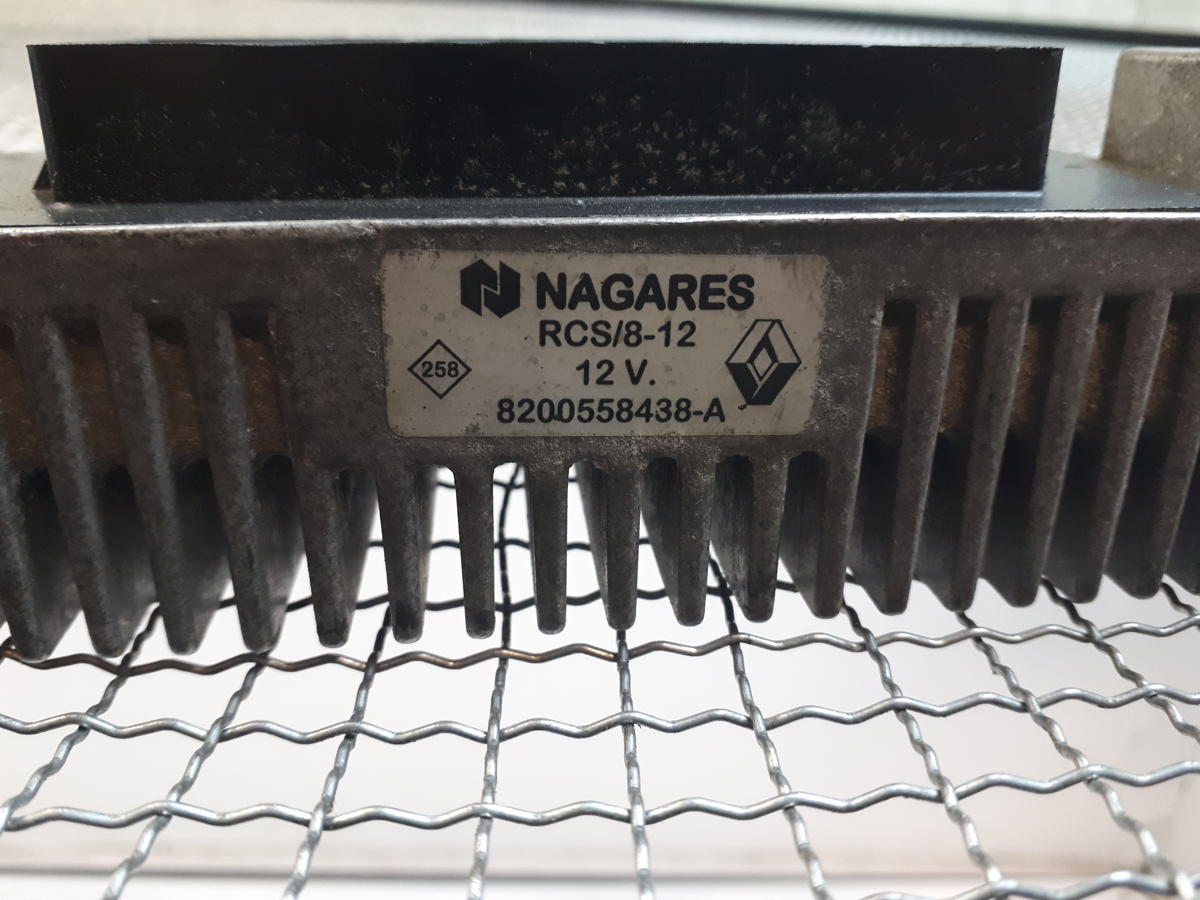 NAGARES
RCS/8-12
258
12 V.
8200558438-A